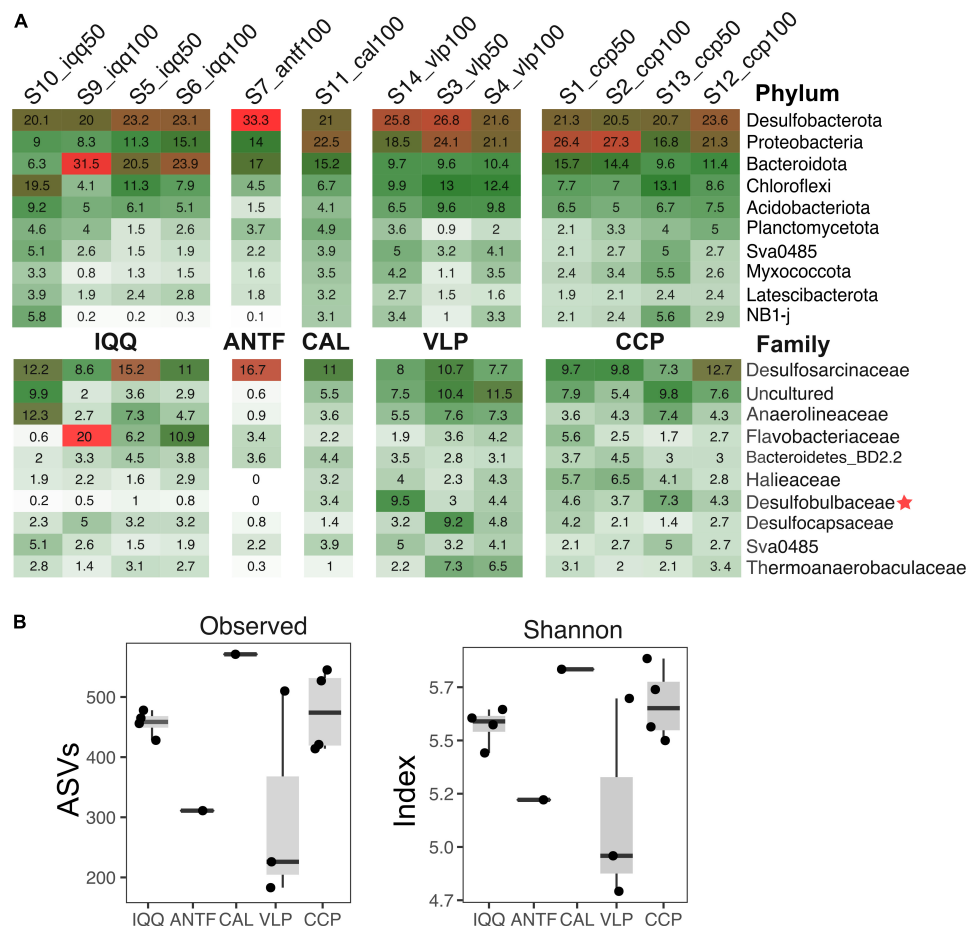 A
S10_iqq50 S9_iqq100 S5_iqq50 S6_iqq100 S7_antf100 S11_cal100 S14_vlp100 S3_vlp50 S4_vlp100 S1_ccp50 S2_ccp100 S13_ccp50 S12_ccp100 Phylum
20.1 20 23.2 23.1 33.3 21 25.8 26.8 21.6 21.3 20.5 20.7 23.6 Desulfobacterota
9 8.3 11.3 15.1 14 22.5 18.5 24.1 21.1 26.4 27.3 16.8 21.3 Proteobacteria
6.3 31.5 20.5 23.9 17 15.2 9.7 9.6 10.4 15.7 14.4 9.6 11.4 Bacteroidota
19.5 4.1 11.3 7.9 4.5 6.7 9.9 13 12.4 7.7 7 13.1 8.6 Chloroflexi
9.2 5 6.1 5.1 1.5 4.1 6.5 9.6 9.8 6.5 5 6.7 7.5 Acidobacteriota
4.6 4 1.5 2.6 3.7 4.9 3.6 0.9 2 2.1 3.3 4 5 Planctomycetota
5.1 2.6 1.5 1.9 2.2 3.9 5 3.2 4.1 2.1 2.7 5 2.7 Sva0485
3.3 0.8 1.3 1.5 1.6 3.5 4.2 1.1 3.5 2.4 3.4 5.5 2.6 Myxococcota
3.9 1.9 2.4 2.8 1.8 3.2 2.7 1.5 1.6 1.9 2.1 2.4 2.4 Latescibacterota
5.8 0.2 0.2 0.3 0.1 3.1 3.4 1 3.3 2.1 2.4 5.6 2.9 NB1-j
IQQ ANTF CAL VLP CCP Family
12.2 8.6 15.2 11 16.7 11 8 10.7 7.7 9.7 9.8 7.3 12.7 Desulfosarcinaceae
9.9 2 3.6 2.9 0.6 5.5 7.5 10.4 11.5 7.9 5.4 9.8 7.6 Uncultured
12.3 2.7 7.3 4.7 0.9 3.6 5.5 7.6 7.3 3.6 4.3 7.4 4.3 Anaerolineaceae
0.6 20 6.2 10.9 3.4 2.2 1.9 3.6 4.2 5.6 2.5 1.7 2.7 Flavobacteriaceae
2 3.3 4.5 3.8 3.6 4.4 3.5 2.8 3.1 3.7 4.5 3 3 Bacteroidetes_BD2.2
1.9 2.2 1.6 2.9 0 3.2 4 2.3 4.3 5.7 6.5 4.1 2.8 Halieaceae
0.2 0.5 1 0.8 0 3.4 9.5 3 4.4 4.6 3.7 7.3 4.3 Desulfobulbaceae
2.3 5 3.2 3.2 0.8 1.4 3.2 9.2 4.8 4.2 2.1 1.4 2.7 Desulfocapsaceae
5.1 2.6 1.5 1.9 2.2 3.9 5 3.2 4.1 2.1 2.7 5 2.7 Sva0485
2.8 1.4 3.1 2.7 0.3 1 2.2 7.3 6.5 3.1 2 2.1 3.4 Thermoanaerobaculaceae
B
Observed
ASVs
500
400
300
200
IQQ ANTF CAL VLP CCP
Shannon
Index
5.7
5.5
5.2
5.0
4.7
IQQ ANTF CAL VLP CCP